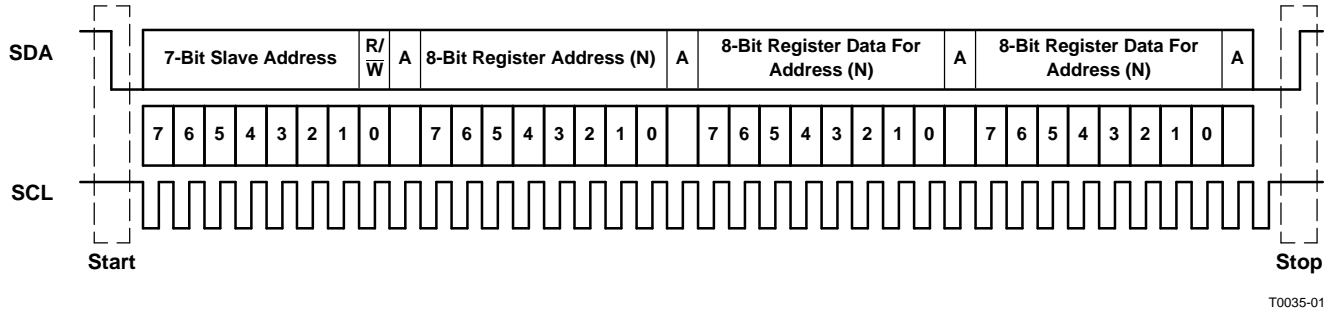 SDA
7-Bit Slave Address
R/
W
A
8-Bit Register Address (N)
A
8-Bit Register Data For
Address (N)
A
8-Bit Register Data For
Address (N)
A
7 6 5 4 3 2 1 0 7 6 5 4 3 2 1 0 7 6 5 4 3 2 1 0 7 6 5 4 3 2 1 0
SCL
Start
Stop
T0035-01